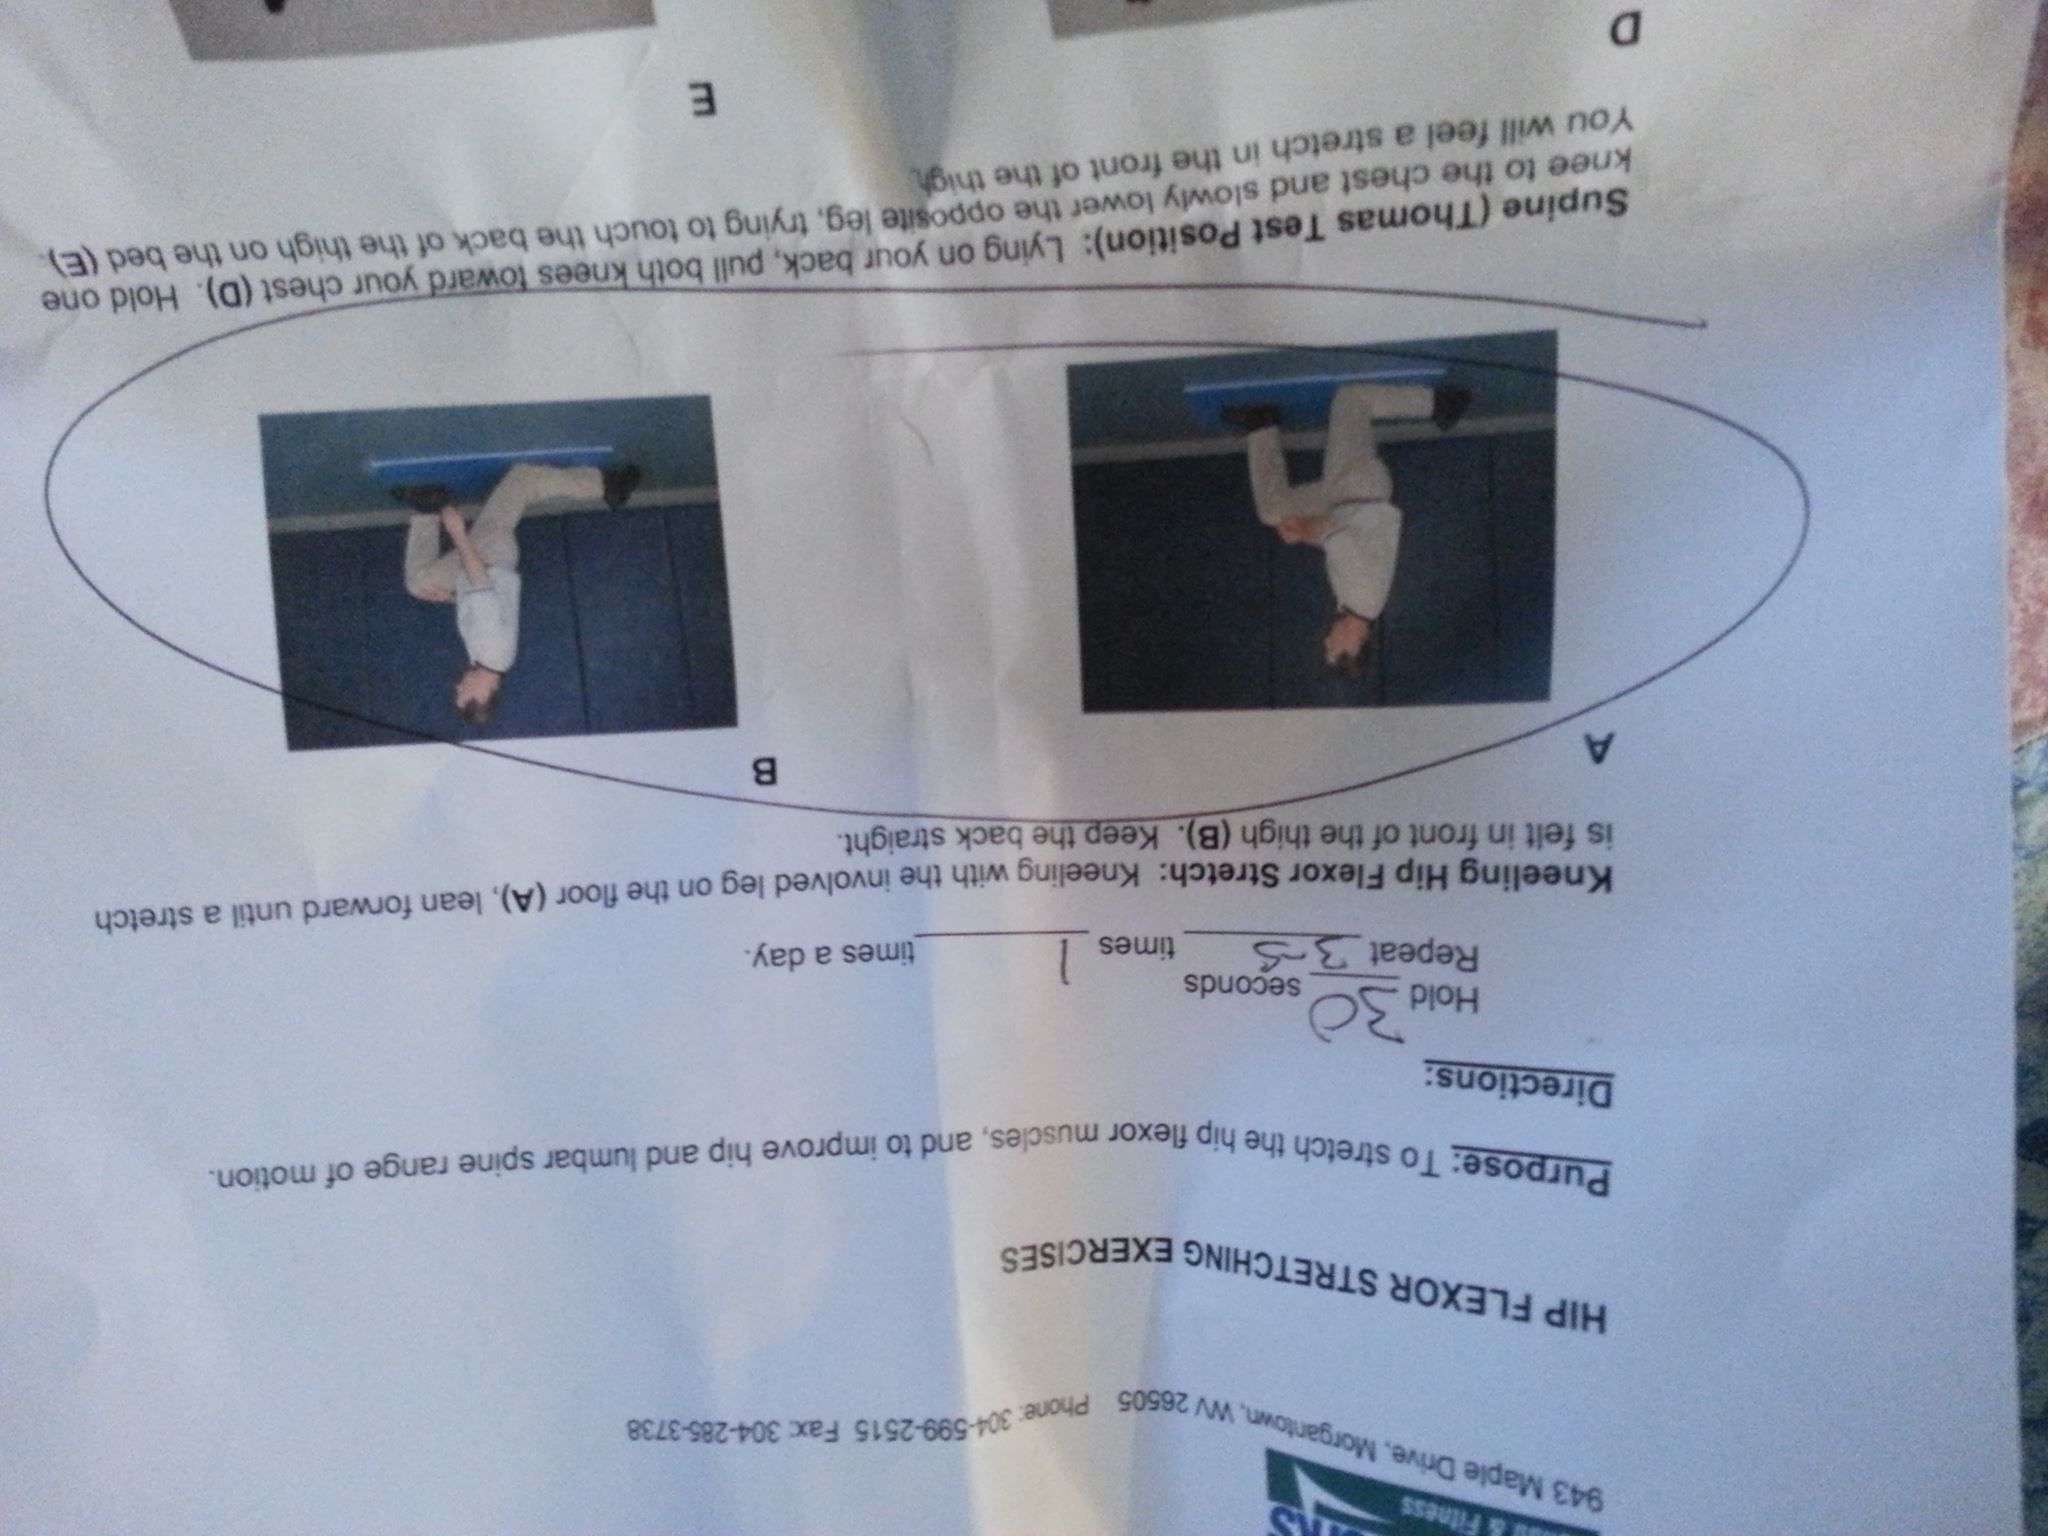 & Fitness
943 Maple Drive, Morgantown, WV 26505 Phone: 304-599-2515 Fax: 304-285-3738
HIP FLEXOR STRETCHING EXERCISES
Purpose: To stretch the hip flexor muscles, and to improve hip and lumbar spine range of motion.
Directions:
Hold 30 seconds
Repeat 3-5 times 1 times a day.
Kneeling Hip Flexor Stretch: Kneeling with the involved leg on the floor (A), lean forward until a stretch
is felt in front of the thigh (B). Keep the back straight.
A B
Supine (Thomas Test Position): Lying on your back, pull both knees toward your chest (D). Hold one
knee to the chest and slowly lower the opposite leg, trying to touch the back of the thigh on the bed (E).
You will feel a stretch in the front of the thigh.
D E